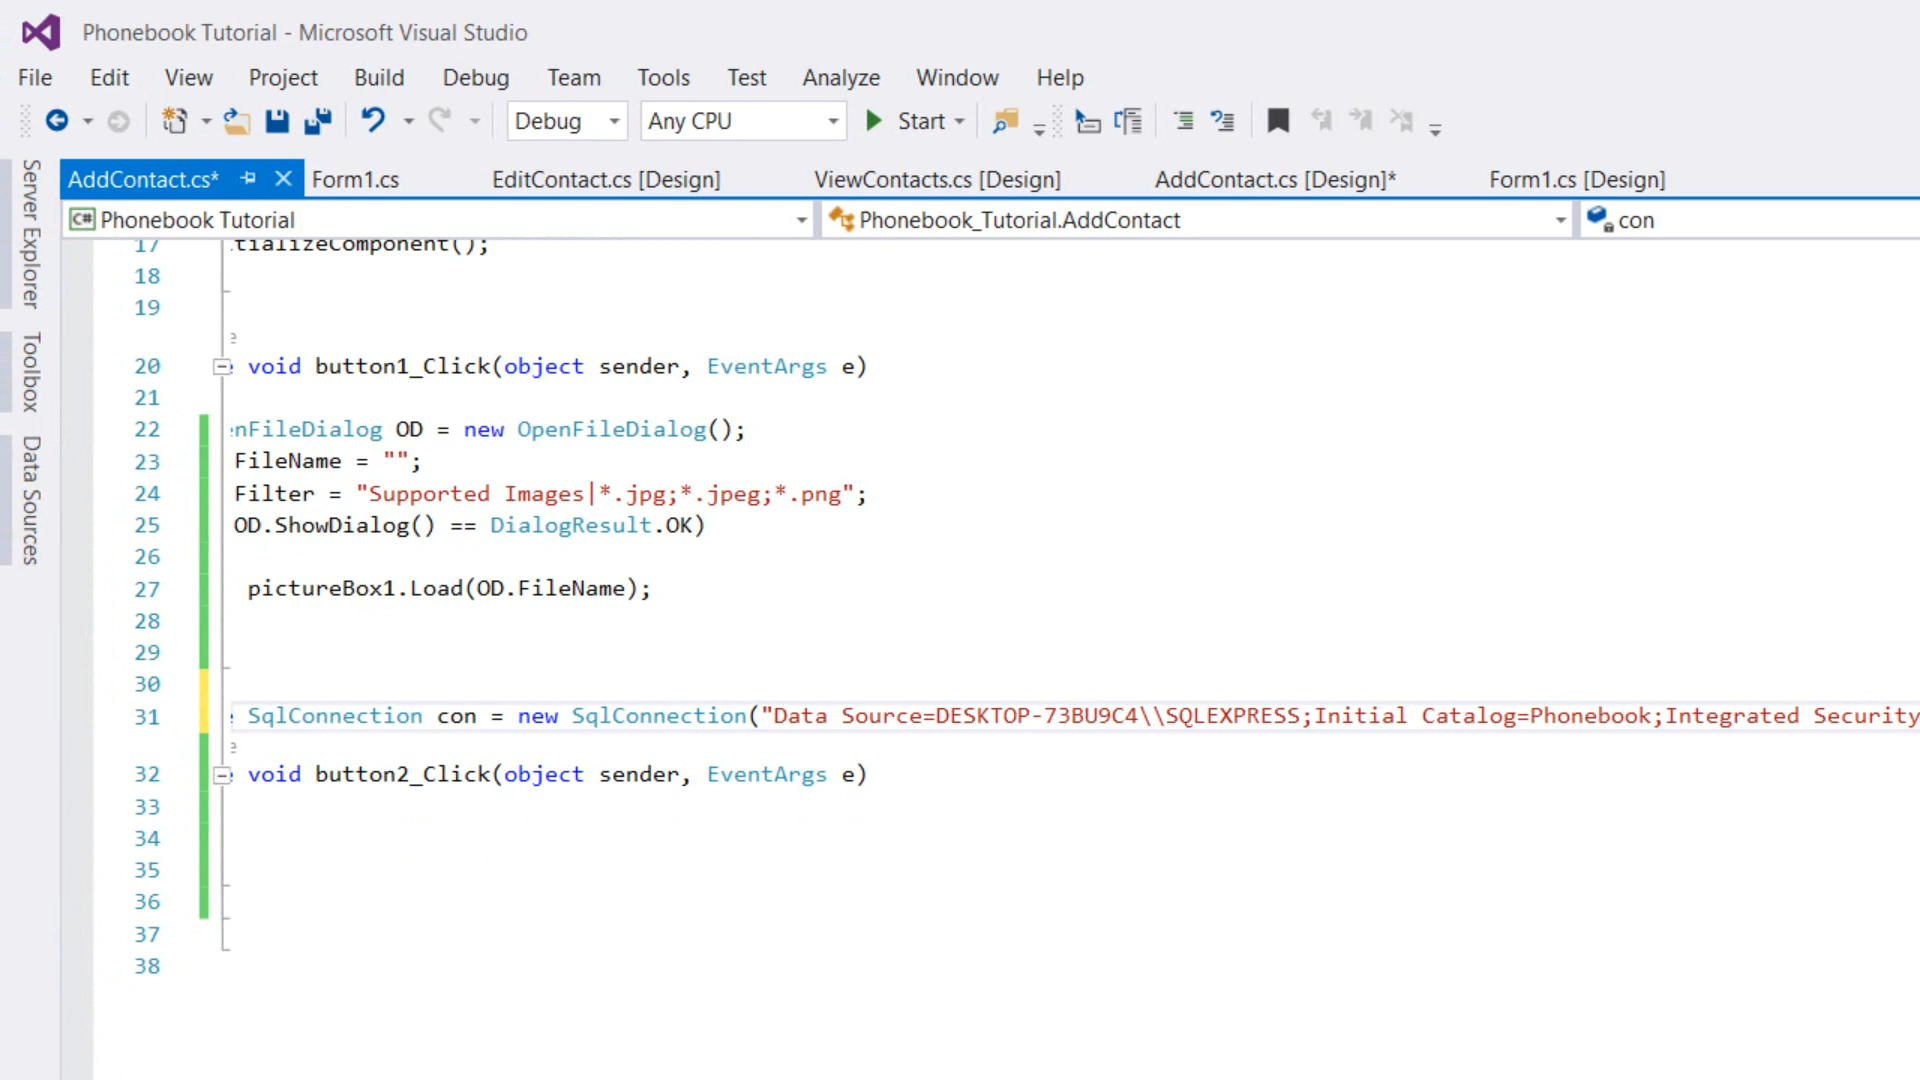 Phonebook Tutorial - Microsoft Visual Studio
File Edit View Project Build Debug Team Tools Test Analyze Window Help
Debug Any CPU Start
AddContact.cs* Form1.cs EditContact.cs [Design] ViewContacts.cs [Design] AddContact.cs [Design]* Form1.cs [Design]
C# Phonebook Tutorial Phonebook_Tutorial.AddContact con
Server Explorer
Toolbox
Data Sources
17 tializeComponent();
18
19
20 void button1_Click(object sender, EventArgs e)
21
22 nFileDialog OD = new OpenFileDialog();
23 FileName = "";
24 Filter = "Supported Images|*.jpg;*.jpeg;*.png";
25 OD.ShowDialog() == DialogResult.OK)
26
27 pictureBox1.Load(OD.FileName);
28
29
30
31 SqlConnection con = new SqlConnection("Data Source=DESKTOP-73BU9C4\\SQLEXPRESS;Initial Catalog=Phonebook;Integrated Security
32 void button2_Click(object sender, EventArgs e)
33
34
35
36
37
38